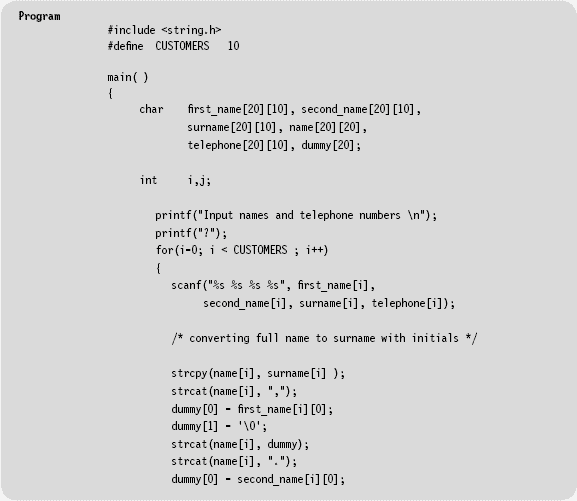 Program
#include <string.h>
#define CUSTOMERS 10
main( )
{
char first_name[20][10], second_name[20][10],
surname[20][10], name[20][20],
telephone[20][10], dummy[20];
int i,j;
printf("Input names and telephone numbers \n");
printf("?");
for(i=0; i < CUSTOMERS ; i++)
{
scanf("%s %s %s %s", first_name[i],
second_name[i], surname[i], telephone[i]);
/* converting full name to surname with initials */
strcpy(name[i], surname[i] );
strcat(name[i], ",");
dummy[0] = first_name[i][0];
dummy[1] = '\0';
strcat(name[i], dummy);
strcat(name[i], ".");
dummy[0] = second_name[i][0];